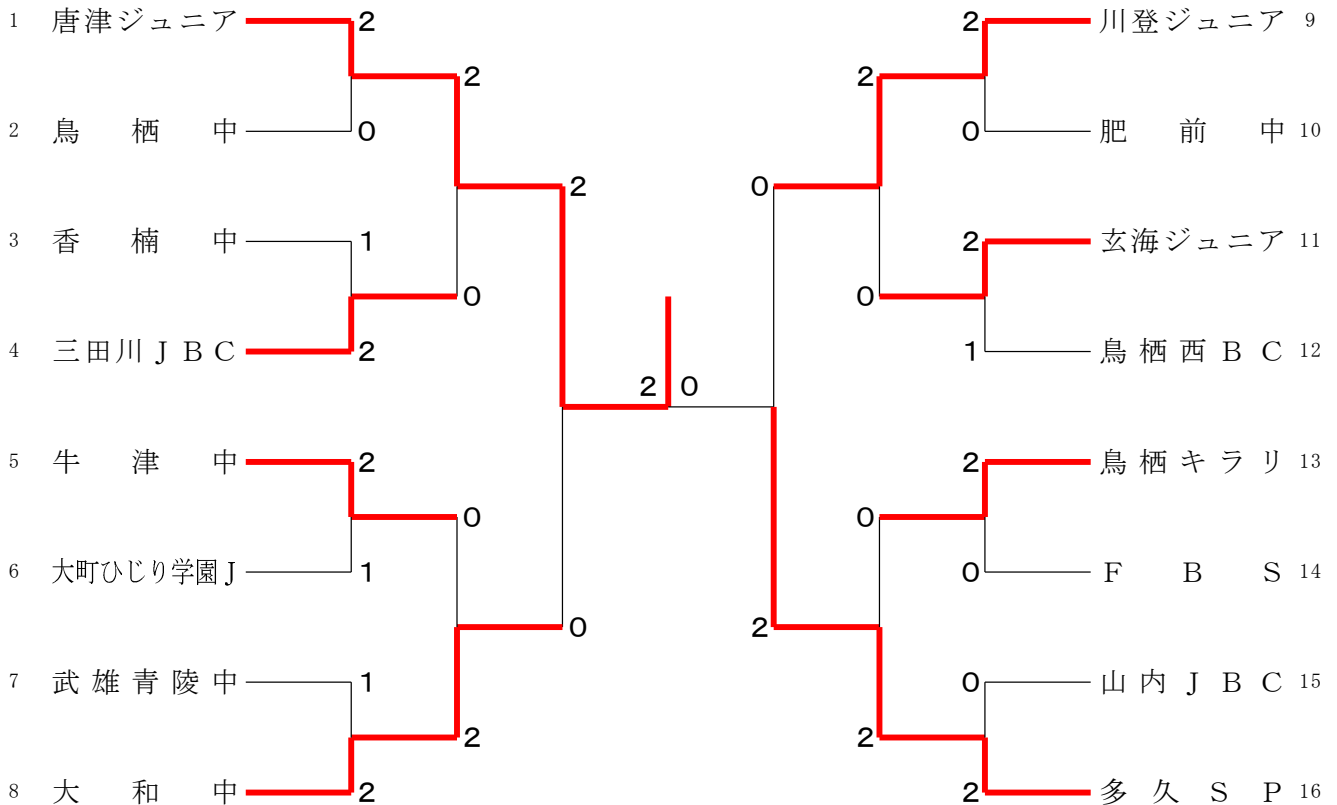 1 唐津ジュニア 2 2 川登ジュニア 9
2 2
2 鳥栖中 0 0 肥前中 10
2 0
3 香楠中 1 2 玄海ジュニア 11
0 0
4 三田川JBC 2 1 鳥栖西BC 12
2 0
5 牛津中 2 2 鳥栖キラリ 13
0 0
6 大町ひじり学園J 1 0 FBS 14
0 2
7 武雄青陵中 1 0 山内JBC 15
2 2
8 大和中 2 2 多久SP 16